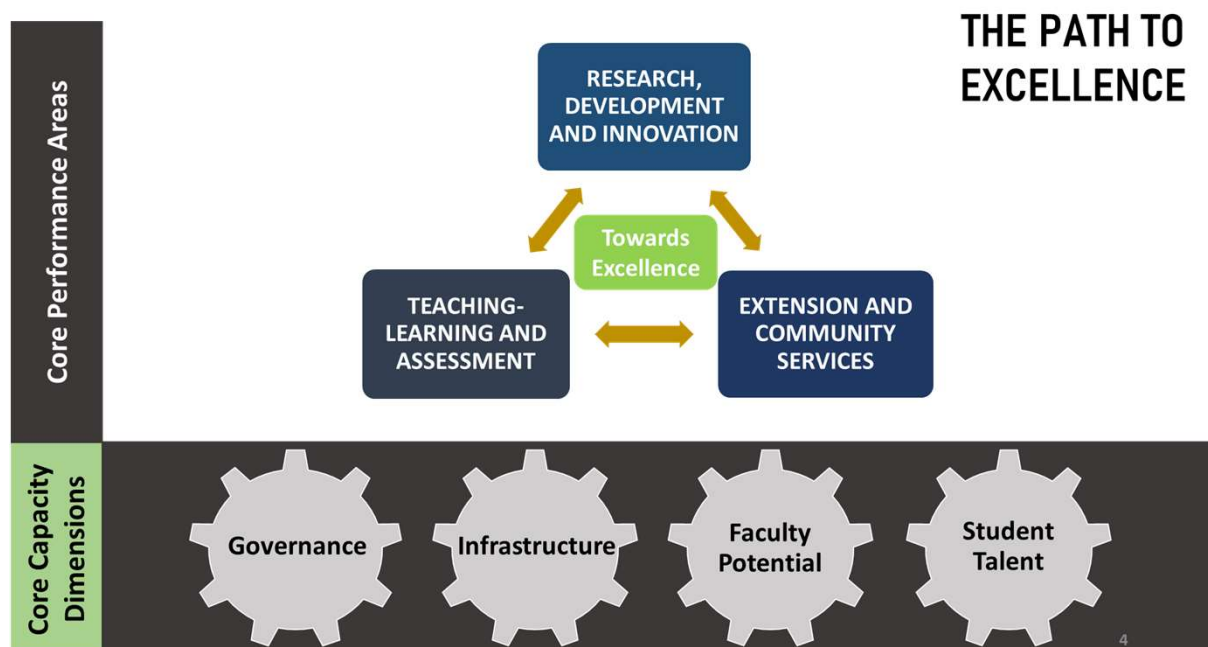 THE PATH TO
EXCELLENCE
Core Performance Areas
RESEARCH,
DEVELOPMENT
AND INNOVATION
Towards
Excellence
TEACHING-
LEARNING AND
ASSESSMENT
EXTENSION AND
COMMUNITY
SERVICES
Core Capacity
Dimensions
Governance
Infrastructure
Faculty
Potential
Student
Talent
4